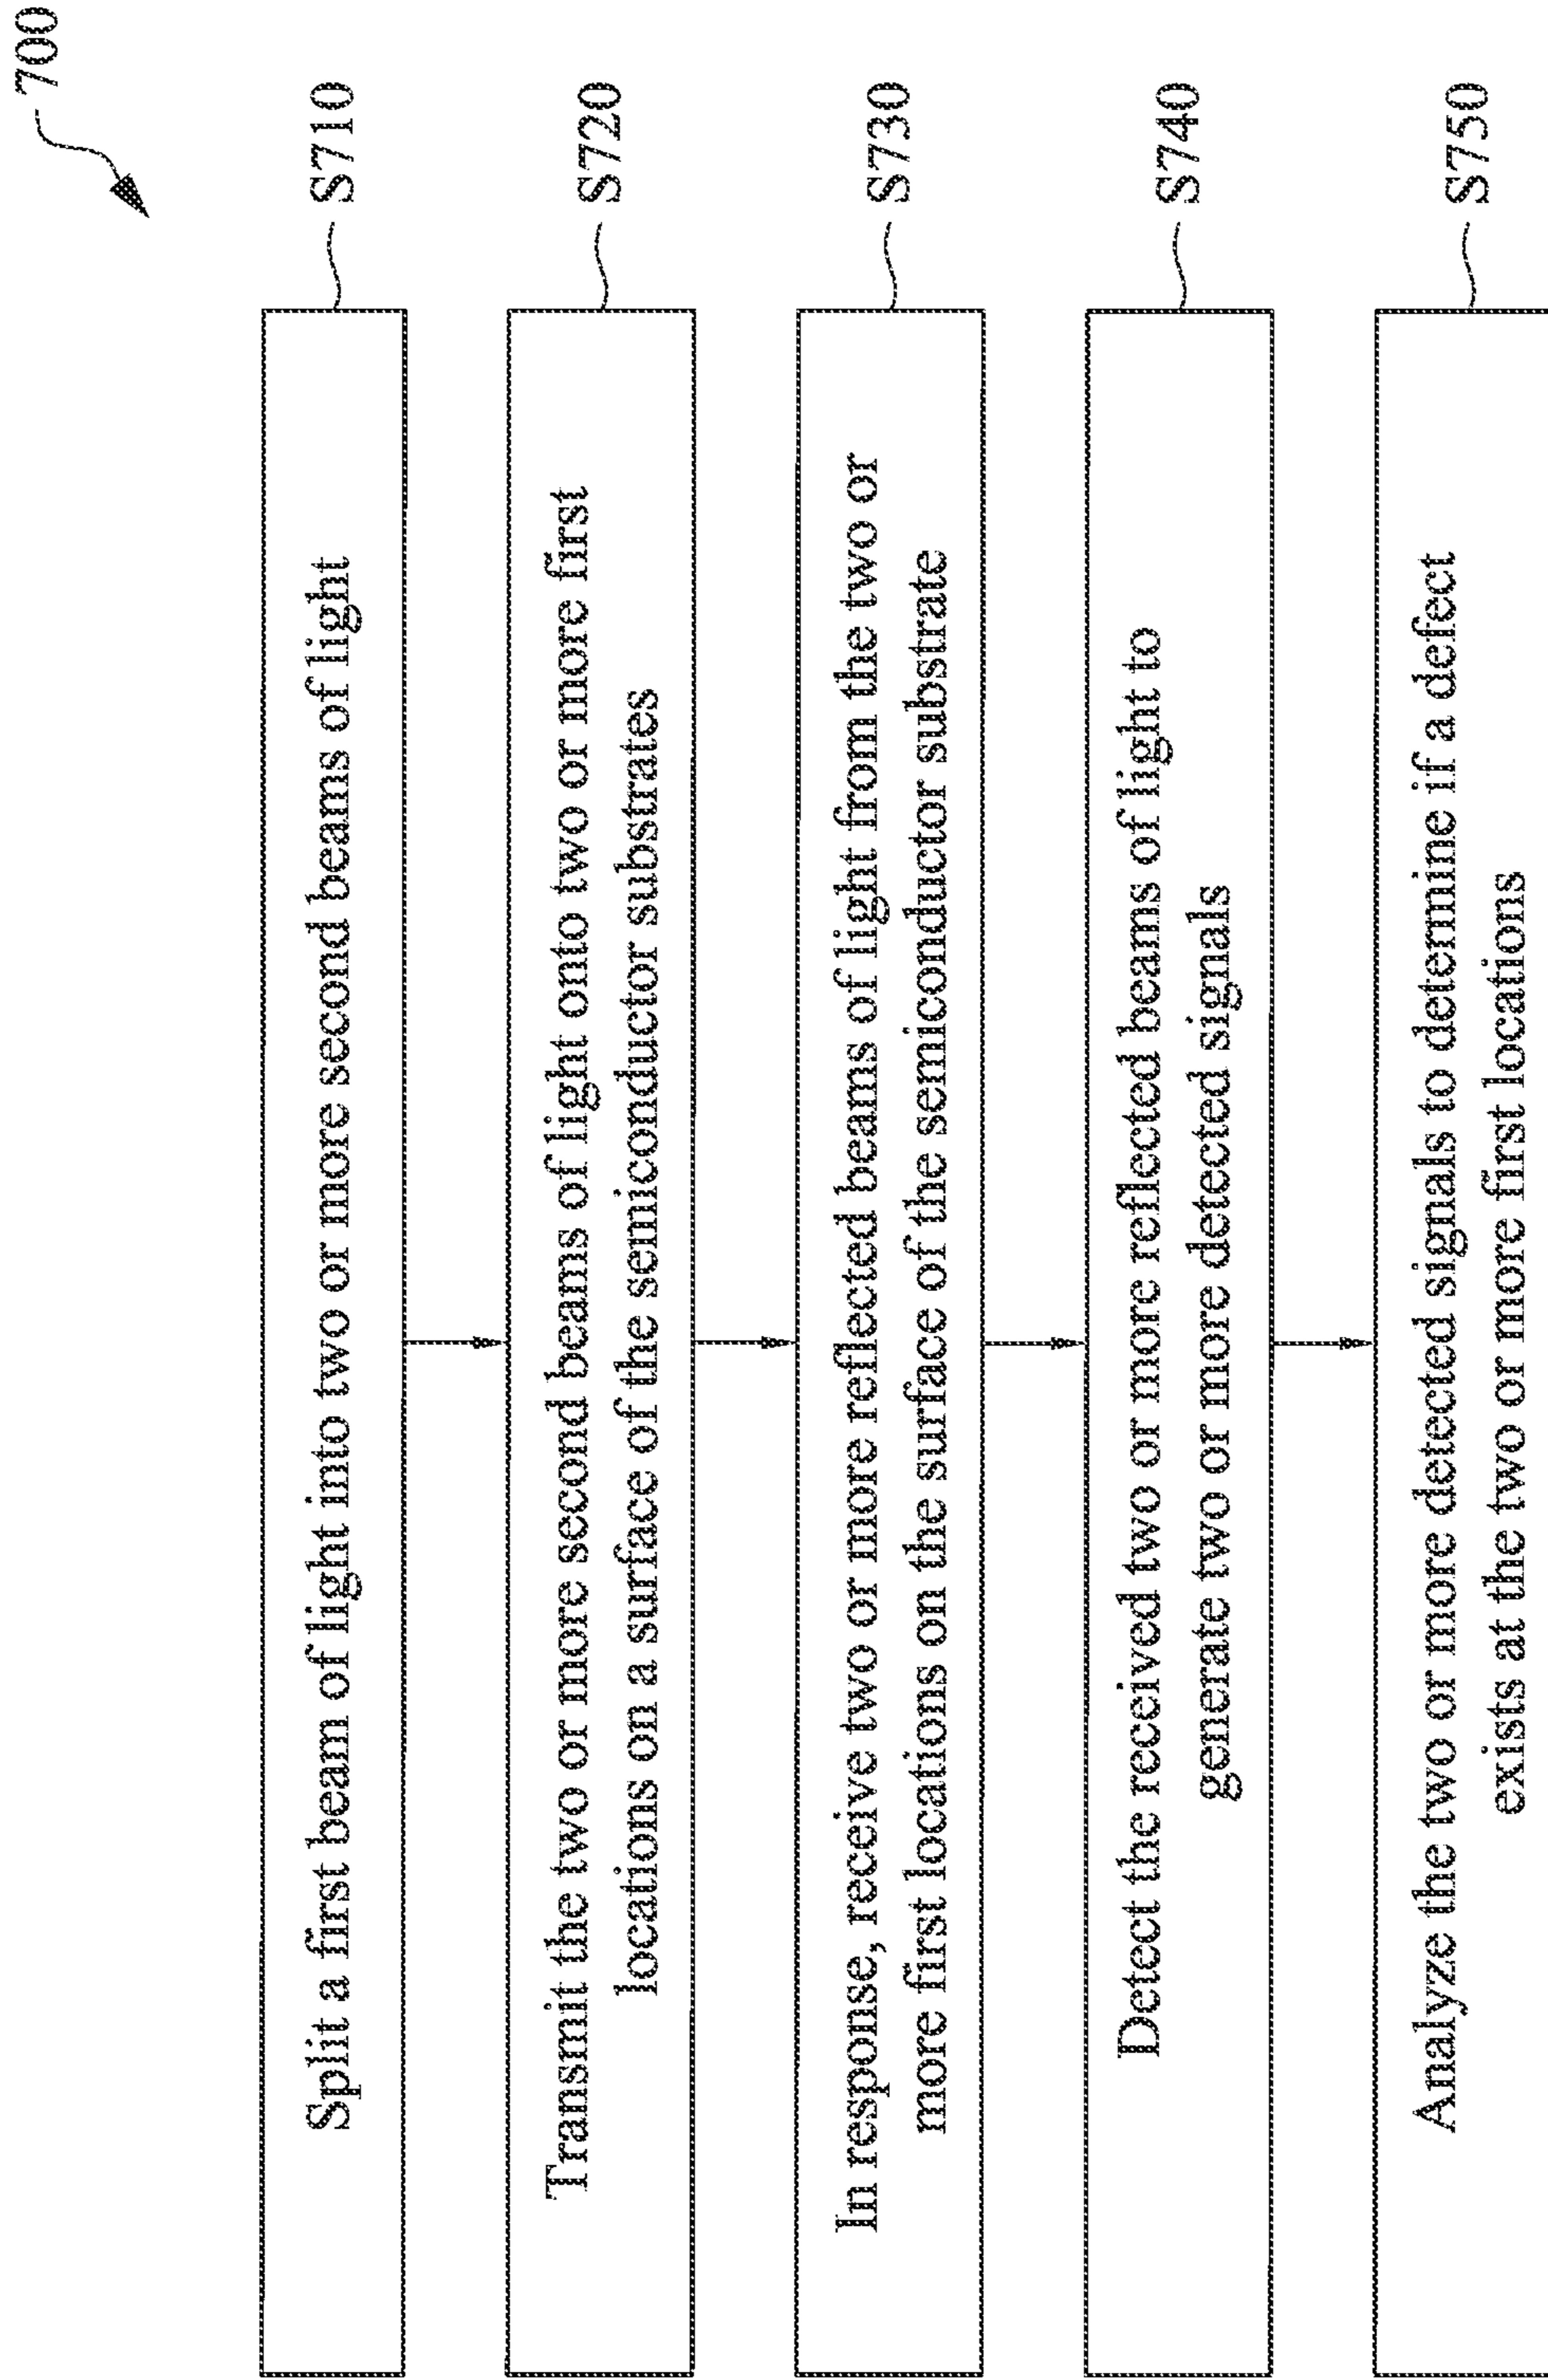 700
Split a first beam of light into two or more second beams of light
S710
Transmit the two or more second beams of light onto two or more first
locations on a surface of the semiconductor substrates
S720
In response, receive two or more reflected beams of light from the two or
more first locations on the surface of the semiconductor substrate
S730
Detect the received two or more reflected beams of light to
generate two or more detected signals
S740
Analyze the two or more detected signals to determine if a defect
exists at the two or more first locations
S750